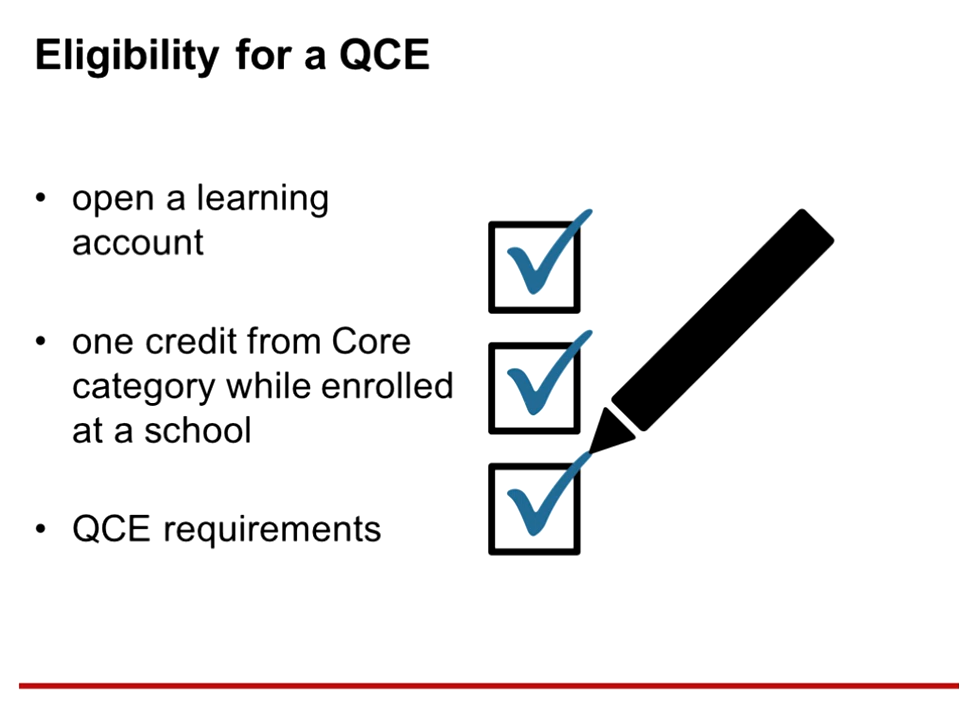 Eligibility for a QCE
• open a learning
account
• one credit from Core
category while enrolled
at a school
• QCE requirements